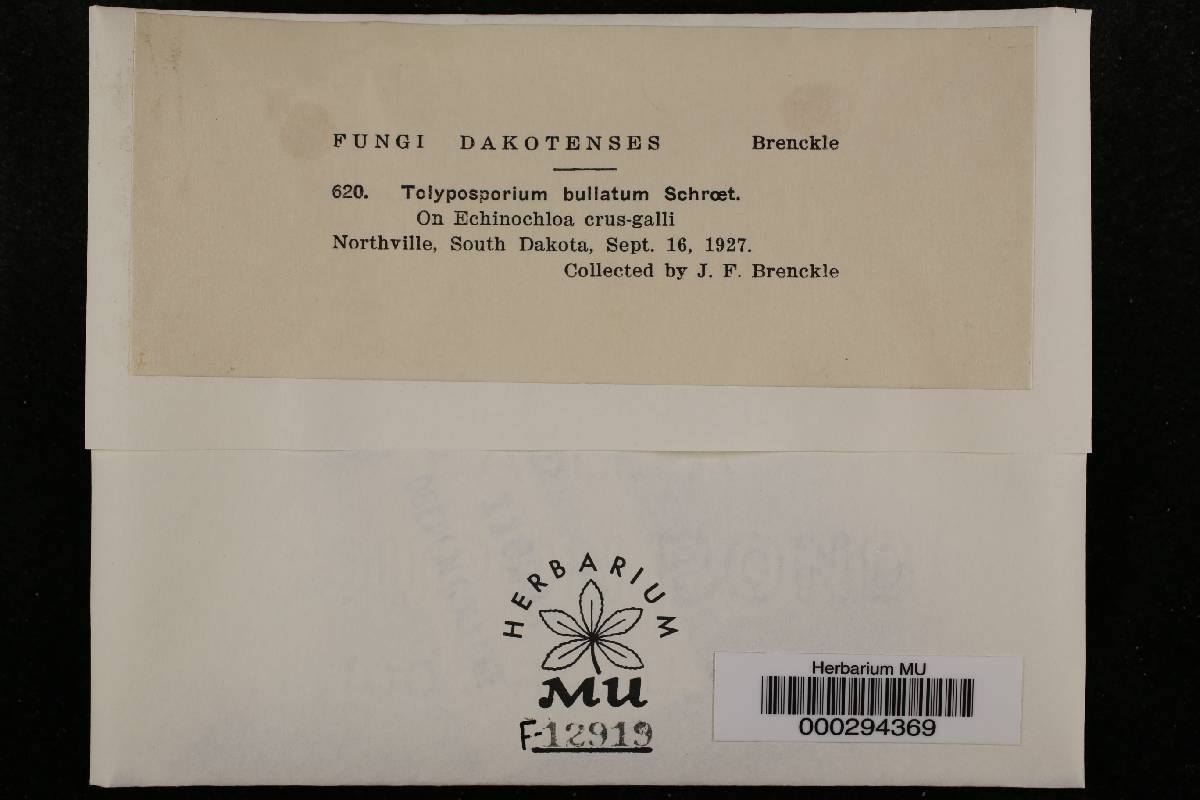 FUNGI DAKOTENSES Brenckle
620. Tolyposporium bullatum Schrœt.
On Echinochloa crus-galli
Northville, South Dakota, Sept. 16, 1927.
Collected by J. F. Brenckle
HERBARIUM
MU
F-12919
Herbarium MU
000294369